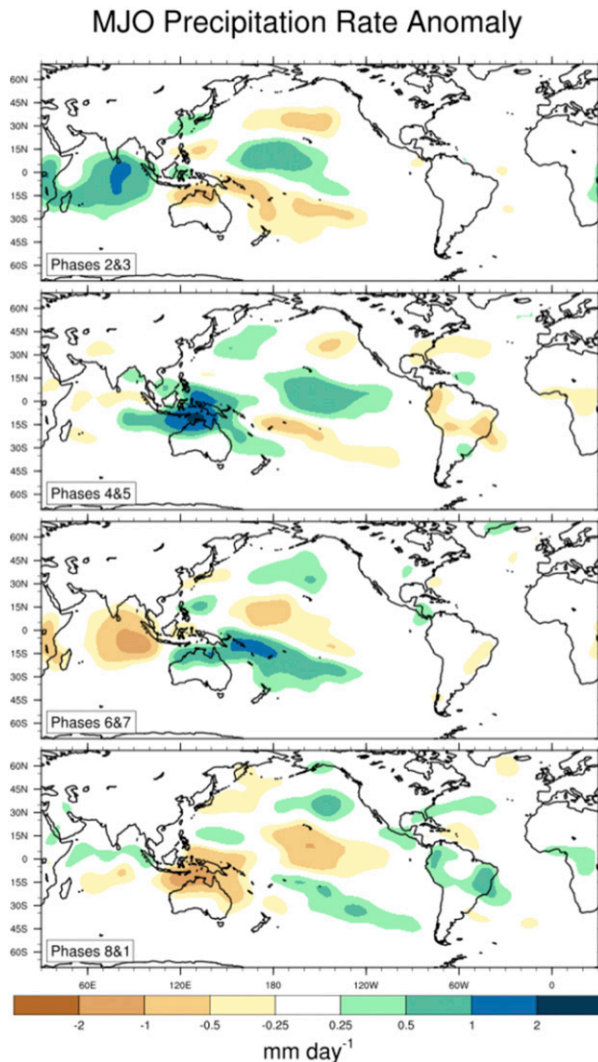 MJO Precipitation Rate Anomaly
60N
45N
30N
15N
0
15S
30S
45S
60S
Phases 2&3
60N
45N
30N
15N
0
15S
30S
45S
60S
Phases 4&5
60N
45N
30N
15N
0
15S
30S
45S
60S
Phases 6&7
60N
45N
30N
15N
0
15S
30S
45S
60S
Phases 8&1
60E 120E 180 120W 60W 0
-2 -1 -0.5 -0.25 0.25 0.5 1 2
mm day⁻¹